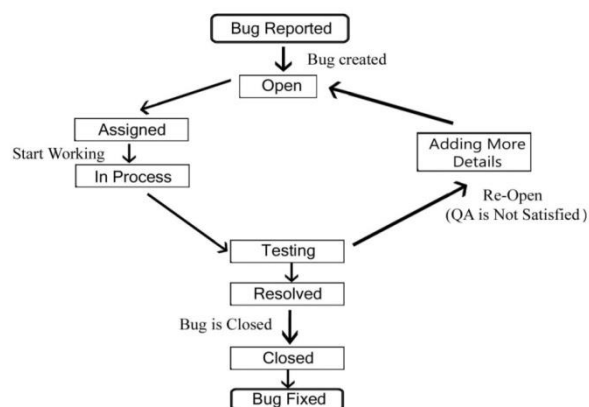 Bug Reported
Bug created
Open
Assigned
Start Working
In Process
Adding More
Details
Re-Open
(QA is Not Satisfied)
Testing
Resolved
Bug is Closed
Closed
Bug Fixed